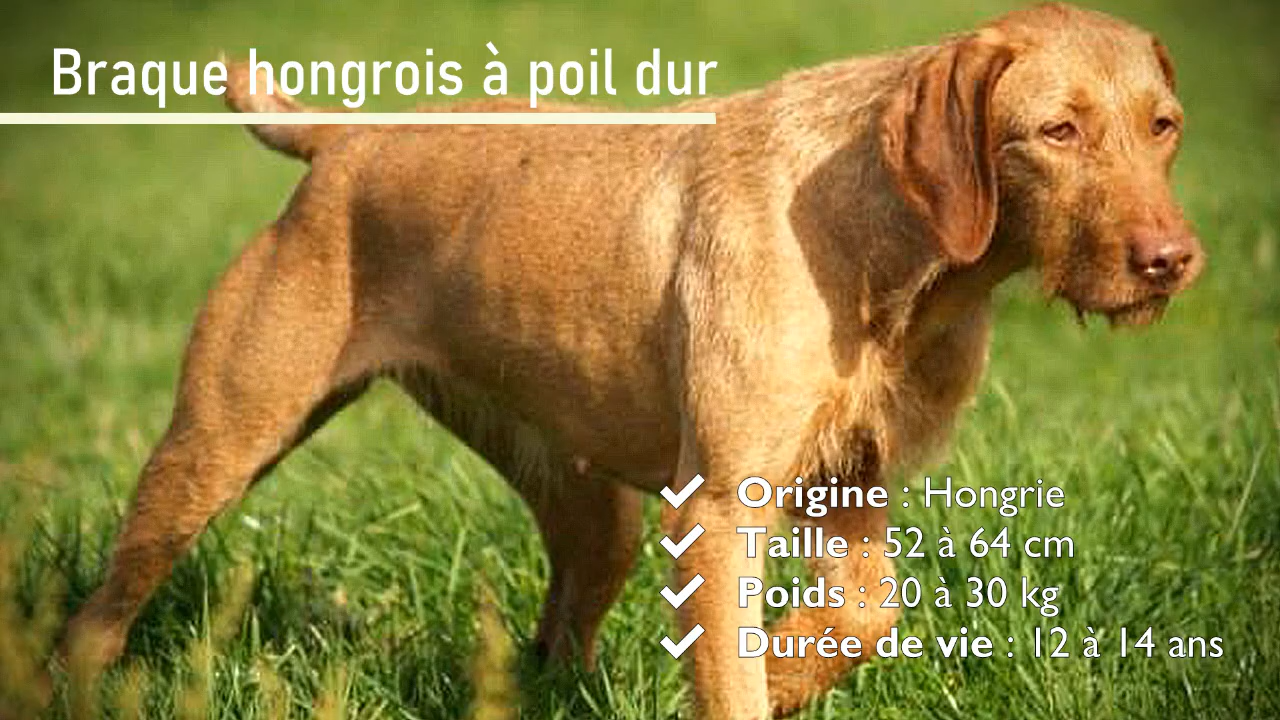 Braque hongrois à poil dur
Origine : Hongrie
Taille : 52 à 64 cm
Poids : 20 à 30 kg
Durée de vie : 12 à 14 ans